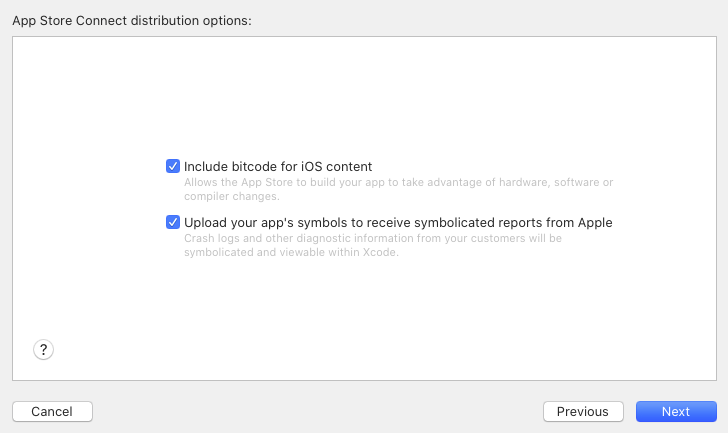 App Store Connect distribution options:
Include bitcode for iOS content
Allows the App Store to build your app to take advantage of hardware, software or
compiler changes.
Upload your app's symbols to receive symbolicated reports from Apple
Crash logs and other diagnostic information from your customers will be
symbolicated and viewable within Xcode.
?
Cancel
Previous
Next